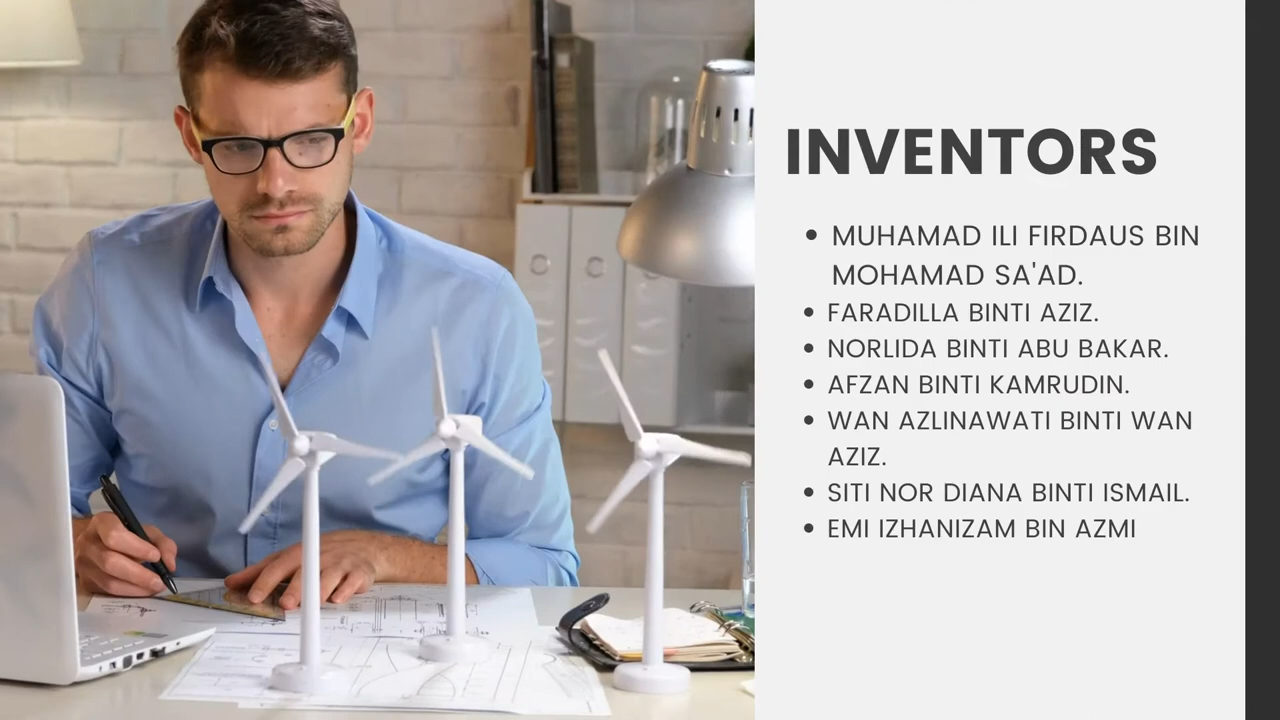 INVENTORS
• MUHAMAD ILI FIRDAUS BIN
MOHAMAD SA'AD.
• FARADILLA BINTI AZIZ.
• NORLIDA BINTI ABU BAKAR.
• AFZAN BINTI KAMRUDIN.
• WAN AZLINAWATI BINTI WAN
AZIZ.
• SITI NOR DIANA BINTI ISMAIL.
• EMI IZHANIZAM BIN AZMI